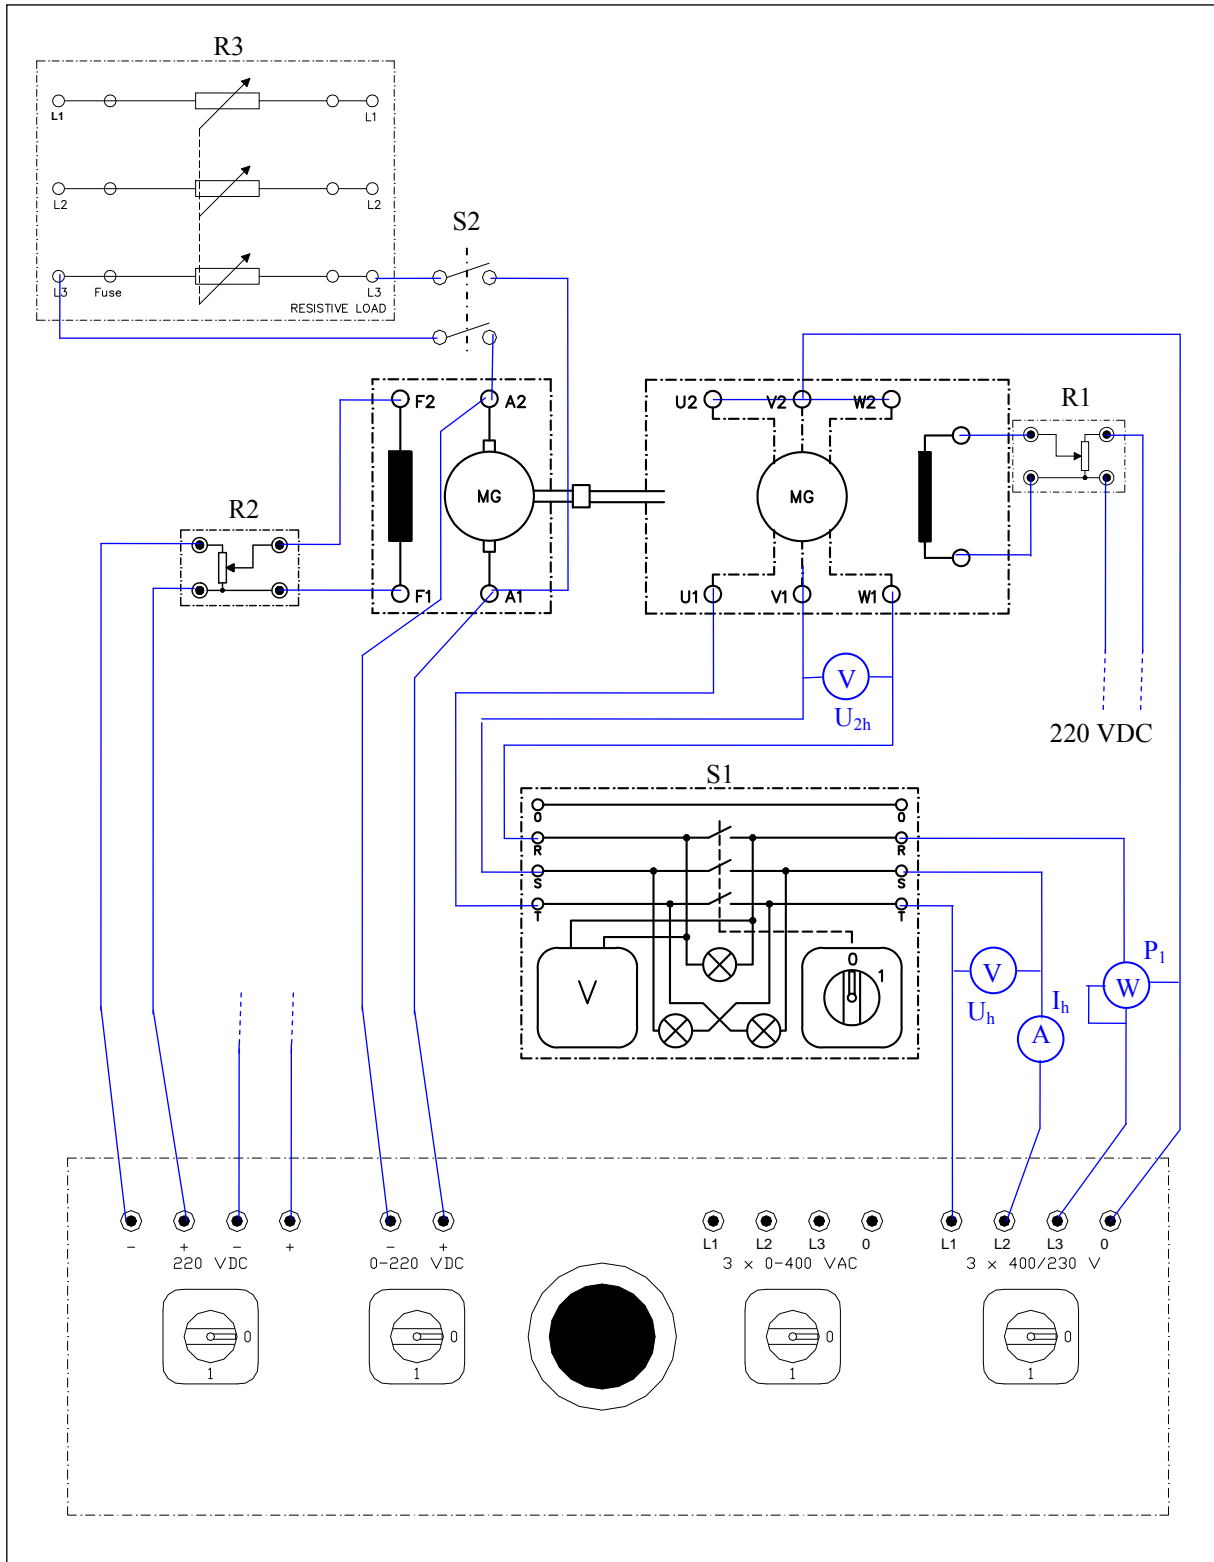 R3
L1 L1
L2 L2
S2
L3 Fuse L3
RESISTIVE LOAD
F2 A2 U2 V2 W2 R1
MG MG
R2
F1 A1 U1 V1 W1
V
U2h
220 VDC
S1
0 0
R R
S S
T T
V 0 1
V W P1
Uh Ih
A
- + - + - + L1 L2 L3 0 L1 L2 L3 0
220 VDC 0-220 VDC 3 x 0-400 VAC 3 x 400/230 V
0 0 0 0
1 1 1 1